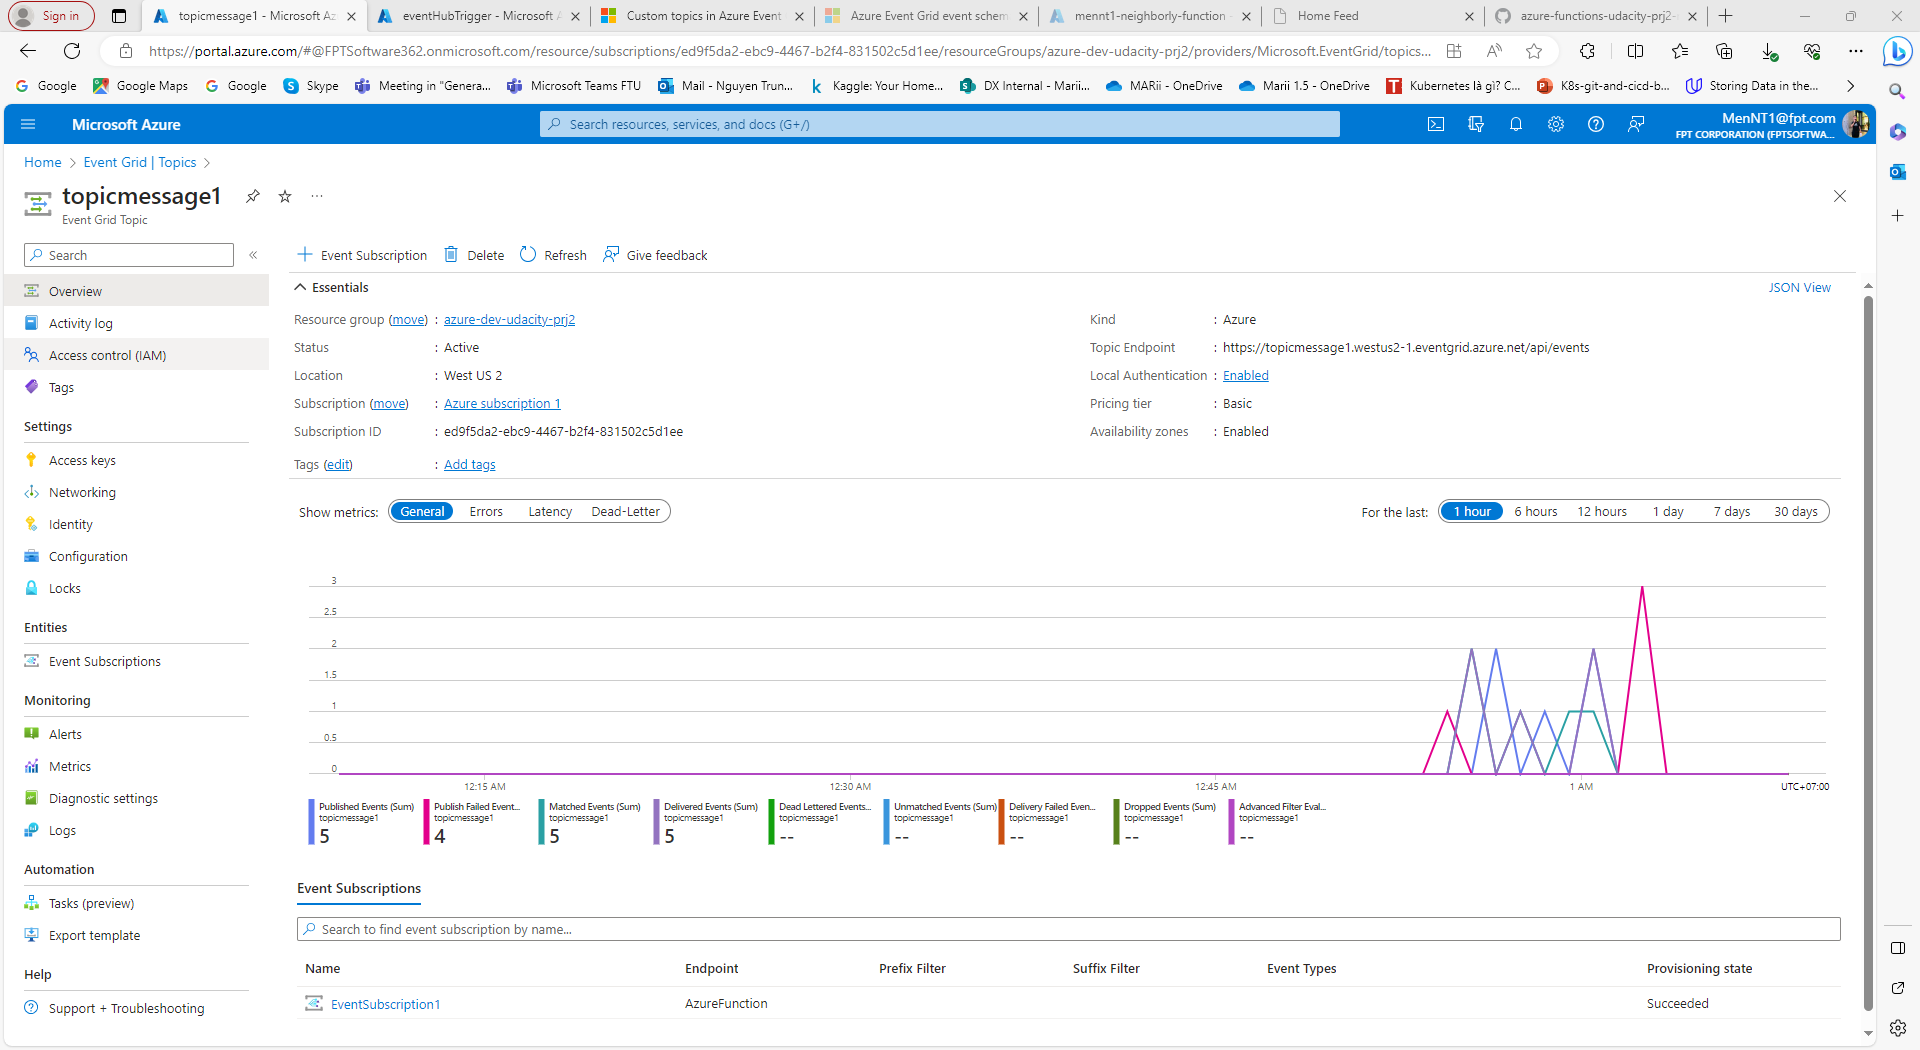 Sign in
topicmessage1 - Microsoft Az
eventHubTrigger - Microsoft A
Custom topics in Azure Event
Azure Event Grid event schem
mennt1-neighborly-function
Home Feed
azure-functions-udacity-prj2-
https://portal.azure.com/#@FPTSoftware362.onmicrosoft.com/resource/subscriptions/ed9f5da2-ebc9-4467-b2f4-831502c5d1ee/resourceGroups/azure-dev-udacity-prj2/providers/Microsoft.EventGrid/topics...
Google
Google Maps
Google
Skype
Meeting in "Genera...
Microsoft Teams FTU
Mail - Nguyen Trun...
Kaggle: Your Home...
DX Internal - Marii...
MARii - OneDrive
Marii 1.5 - OneDrive
Kubernetes là gì? C...
K8s-git-and-cicd-b...
Storing Data in the...
Microsoft Azure
Search resources, services, and docs (G+/)
MenNT1@fpt.com
FPT CORPORATION (FPTSOFTWA...
Home > Event Grid | Topics >
topicmessage1
Event Grid Topic
Search
«
Event Subscription
Delete
Refresh
Give feedback
Overview
Activity log
Access control (IAM)
Tags
Settings
Access keys
Networking
Identity
Configuration
Locks
Entities
Event Subscriptions
Monitoring
Alerts
Metrics
Diagnostic settings
Logs
Automation
Tasks (preview)
Export template
Help
Support + Troubleshooting
Essentials
JSON View
Resource group (move) : azure-dev-udacity-prj2
Status : Active
Location : West US 2
Subscription (move) : Azure subscription 1
Subscription ID : ed9f5da2-ebc9-4467-b2f4-831502c5d1ee
Tags (edit) : Add tags
Kind : Azure
Topic Endpoint : https://topicmessage1.westus2-1.eventgrid.azure.net/api/events
Local Authentication : Enabled
Pricing tier : Basic
Availability zones : Enabled
Show metrics: General Errors Latency Dead-Letter
For the last: 1 hour 6 hours 12 hours 1 day 7 days 30 days
3
2.5
2
1.5
1
0.5
0
12:15 AM 12:30 AM 12:45 AM 1 AM UTC+07:00
Published Events (Sum)
topicmessage1
5
Publish Failed Event...
topicmessage1
4
Matched Events (Sum)
topicmessage1
5
Delivered Events (Sum)
topicmessage1
5
Dead Lettered Events...
topicmessage1
--
Unmatched Events (Sum)
topicmessage1
--
Delivery Failed Even...
topicmessage1
--
Dropped Events (Sum)
topicmessage1
--
Advanced Filter Eval...
topicmessage1
--
Event Subscriptions
Search to find event subscription by name...
Name Endpoint Prefix Filter Suffix Filter Event Types Provisioning state
EventSubscription1 AzureFunction Succeeded